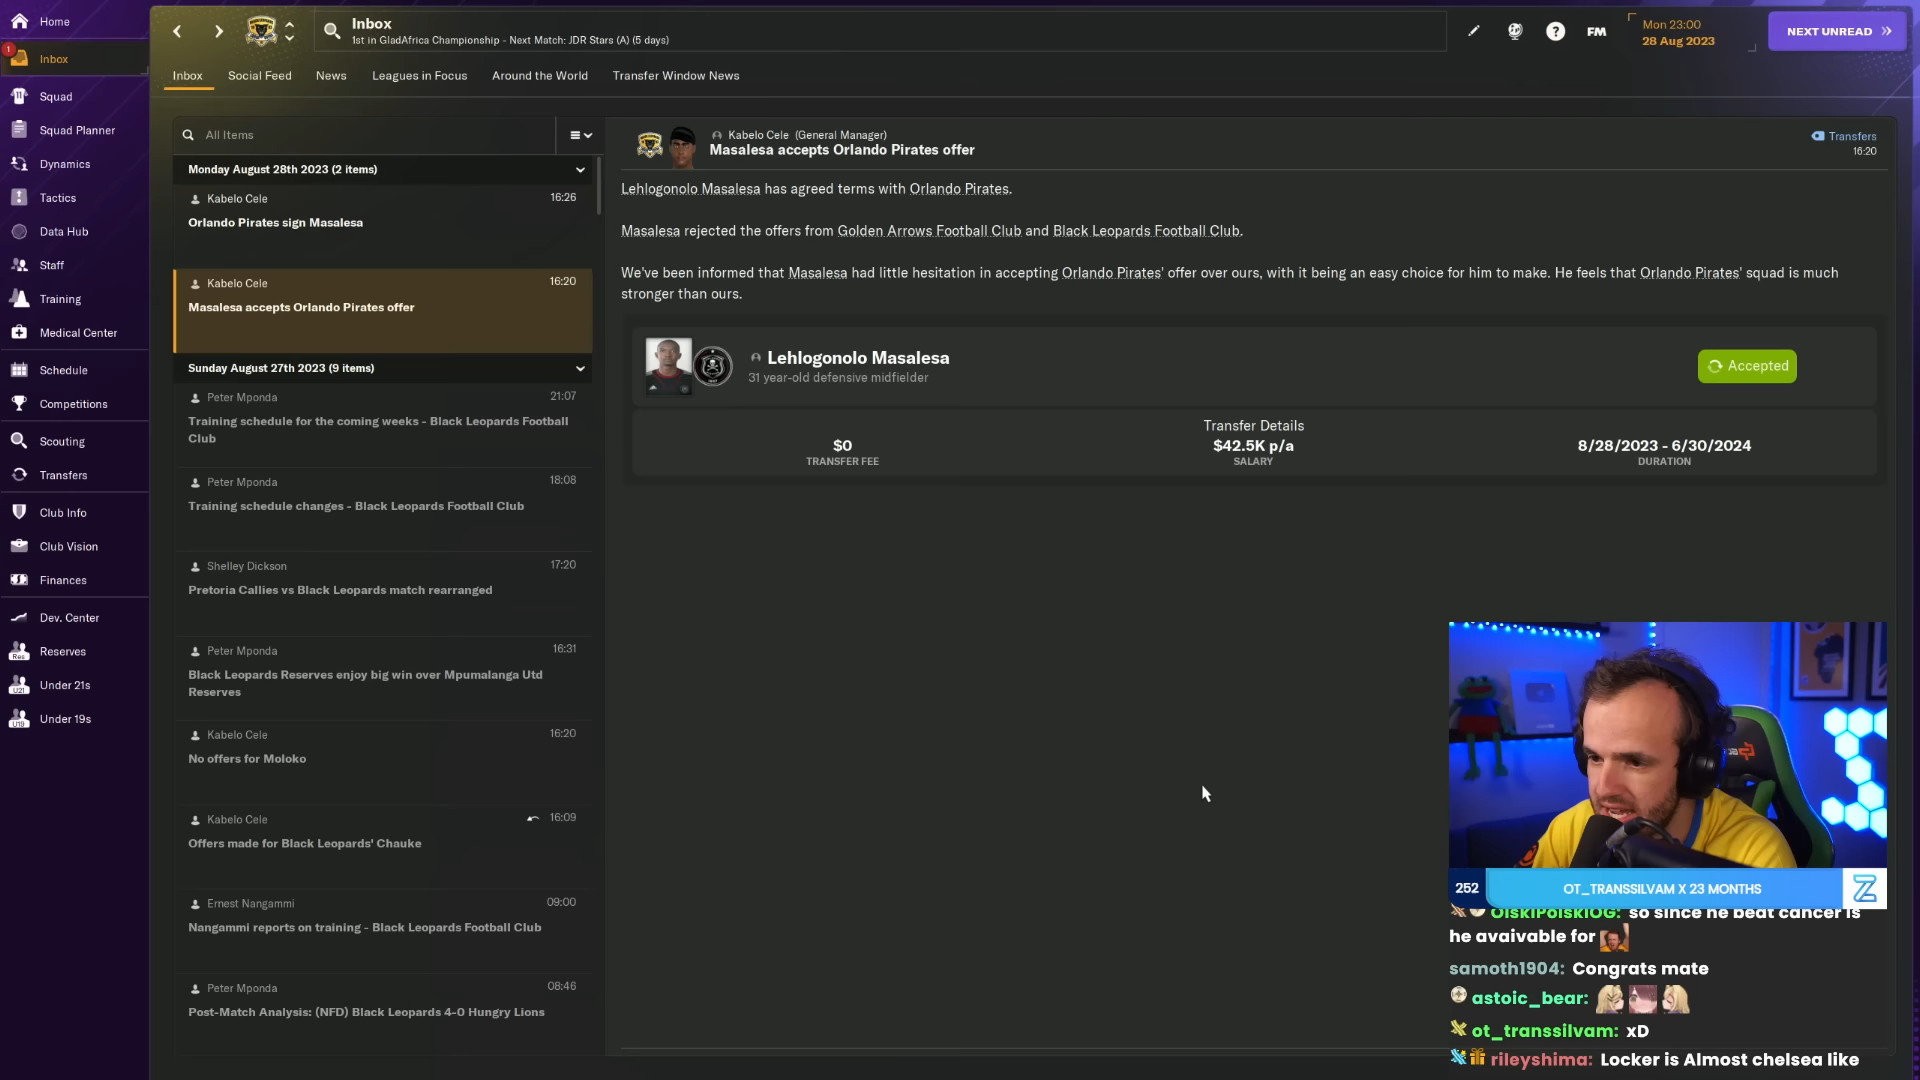 Home
1
Inbox
Squad
Squad Planner
Dynamics
Tactics
Data Hub
Staff
Training
Medical Center
Schedule
Competitions
Scouting
Transfers
Club Info
Club Vision
Finances
Dev. Center
Reserves
Under 21s
Under 19s
Inbox
1st in GladAfrica Championship - Next Match: JDR Stars (A) (5 days)
FM
Mon 23:00
28 Aug 2023
NEXT UNREAD
Inbox
Social Feed
News
Leagues in Focus
Around the World
Transfer Window News
All Items
Monday August 28th 2023 (2 items)
Kabelo Cele 16:26
Orlando Pirates sign Masalesa
Kabelo Cele 16:20
Masalesa accepts Orlando Pirates offer
Sunday August 27th 2023 (9 items)
Peter Mponda 21:07
Training schedule for the coming weeks - Black Leopards Football
Club
Peter Mponda 18:08
Training schedule changes - Black Leopards Football Club
Shelley Dickson 17:20
Pretoria Callies vs Black Leopards match rearranged
Peter Mponda 16:31
Black Leopards Reserves enjoy big win over Mpumalanga Utd
Reserves
Kabelo Cele 16:20
No offers for Moloko
Kabelo Cele 16:09
Offers made for Black Leopards' Chauke
Ernest Nangammi 09:00
Nangammi reports on training - Black Leopards Football Club
Peter Mponda 08:46
Post-Match Analysis: (NFD) Black Leopards 4-0 Hungry Lions
Kabelo Cele (General Manager)
Masalesa accepts Orlando Pirates offer
Transfers
16:20
Lehlogonolo Masalesa has agreed terms with Orlando Pirates.
Masalesa rejected the offers from Golden Arrows Football Club and Black Leopards Football Club.
We've been informed that Masalesa had little hesitation in accepting Orlando Pirates' offer over ours, with it being an easy choice for him to make. He feels that Orlando Pirates' squad is much
stronger than ours.
Lehlogonolo Masalesa
31 year-old defensive midfielder
Accepted
Transfer Details
$0
TRANSFER FEE
$42.5K p/a
SALARY
8/28/2023 - 6/30/2024
DURATION
252
OT_TRANSSILVAM X 23 MONTHS
Z
OlskiPolskiOG: so since he beat cancer is
he avaivable for
samoth1904: Congrats mate
astoic_bear:
ot_transsilvam: xD
rileyshima: Locker is Almost chelsea like